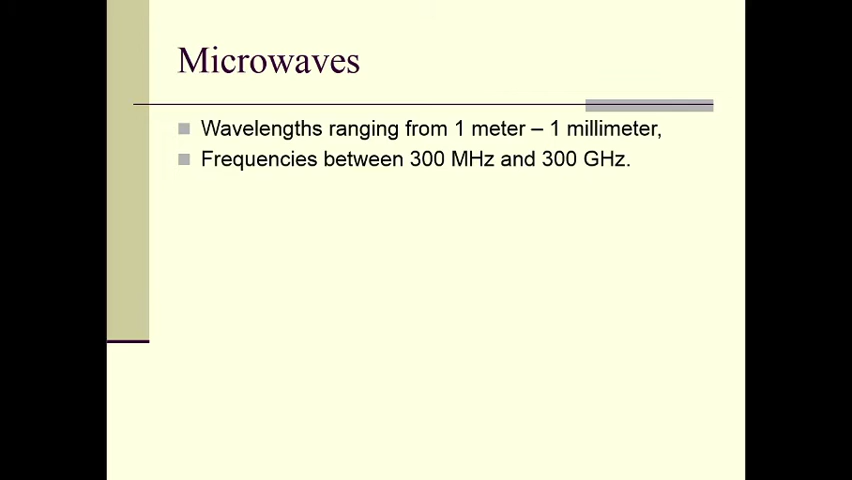 Microwaves
Wavelengths ranging from 1 meter – 1 millimeter,
Frequencies between 300 MHz and 300 GHz.